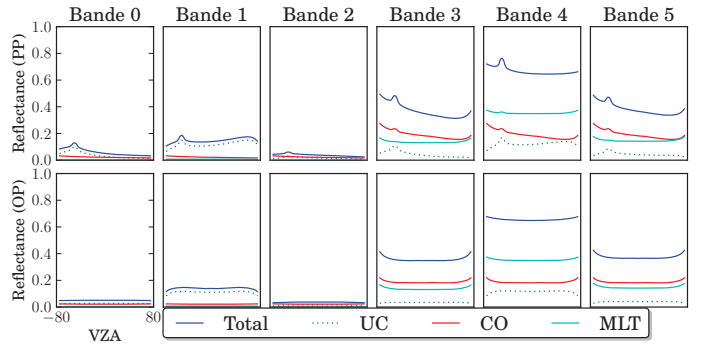 Bande 0 Bande 1 Bande 2 Bande 3 Bande 4 Bande 5
Reflectance (PP)
1.0
0.8
0.6
0.4
0.2
0.0
Reflectance (OP)
1.0
0.8
0.6
0.4
0.2
0.0
−80 80
VZA
Total UC CO MLT